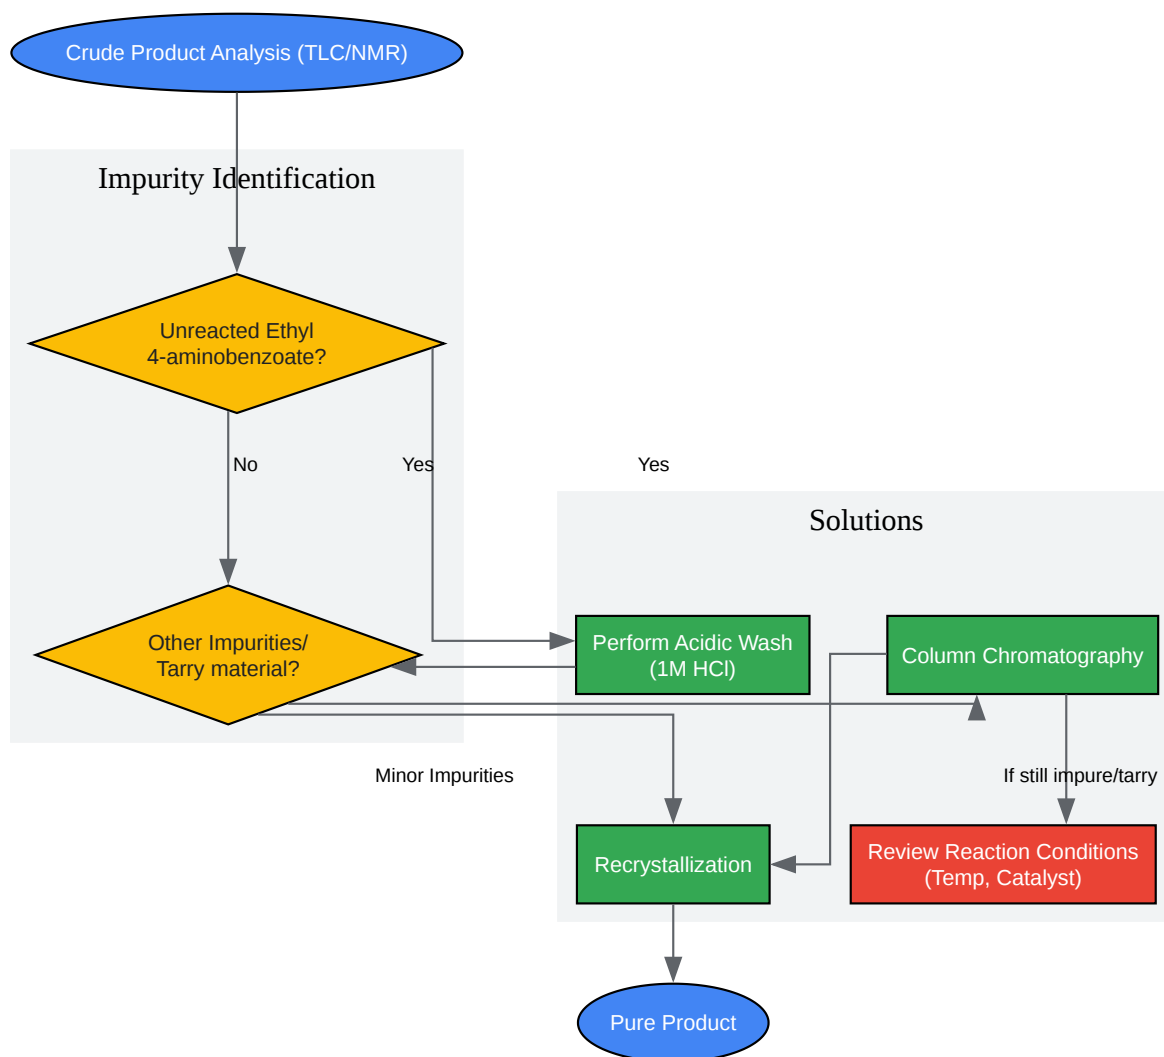 Crude Product Analysis (TLC/NMR)
Impurity Identification
Unreacted Ethyl
4-aminobenzoate?
No
Yes
Yes
Solutions
Other Impurities/
Tarry material?
Perform Acidic Wash
(1M HCl)
Column Chromatography
Minor Impurities
If still impure/tarry
Recrystallization
Review Reaction Conditions
(Temp, Catalyst)
Pure Product